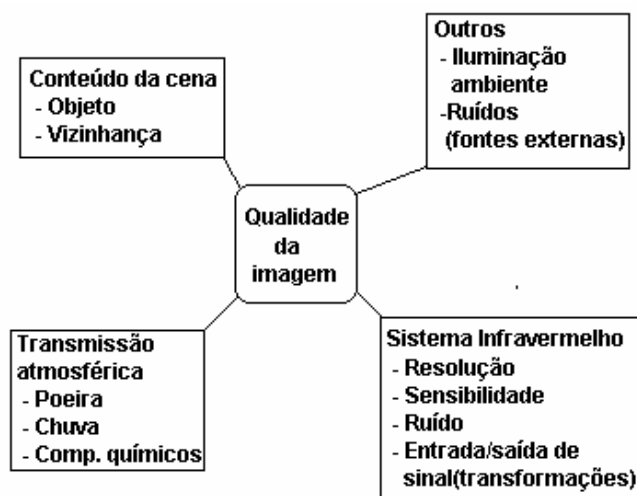 Conteúdo da cena
- Objeto
- Vizinhança
Outros
- Iluminação
ambiente
-Ruídos
(fontes externas)
Qualidade
da
imagem
Transmissão
atmosférica
- Poeira
- Chuva
- Comp. químicos
Sistema Infravermelho
- Resolução
- Sensibilidade
- Ruído
- Entrada/saída de
sinal(transformações)